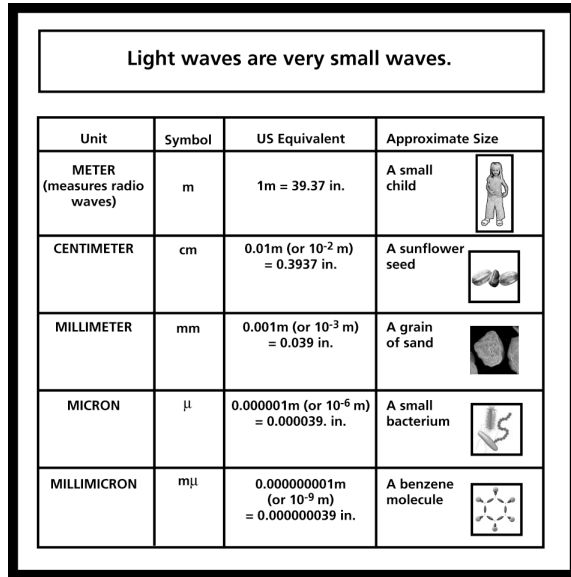 Light waves are very small waves.
Unit Symbol US Equivalent Approximate Size
METER
(measures radio
waves)
m
1m = 39.37 in.
A small
child
CENTIMETER
cm
0.01m (or 10⁻² m)
= 0.3937 in.
A sunflower
seed
MILLIMETER
mm
0.001m (or 10⁻³ m)
= 0.039 in.
A grain
of sand
MICRON
μ
0.000001m (or 10⁻⁶ m)
= 0.000039. in.
A small
bacterium
MILLIMICRON
mμ
0.000000001m
(or 10⁻⁹ m)
= 0.000000039 in.
A benzene
molecule